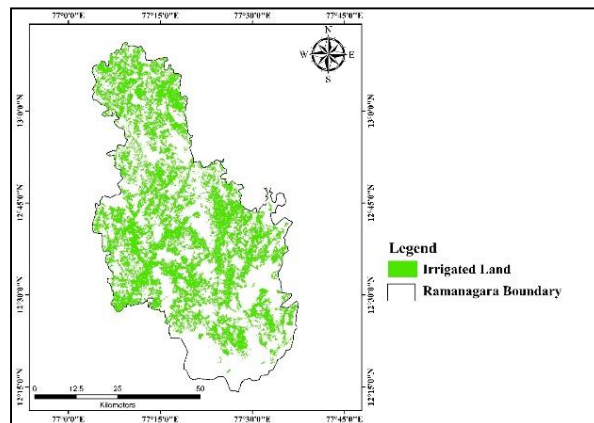 77°0'0"E 77°15'0"E 77°30'0"E 77°45'0"E
N
W E
S
13°0'0"N 13°0'0"N
12°45'0"N 12°45'0"N
Legend
Irrigated Land
12°30'0"N 12°30'0"N
Ramanagara Boundary
12°15'0"N 12°15'0"N
0 12.5 25 50
Kilometers
77°0'0"E 77°15'0"E 77°30'0"E 77°45'0"E